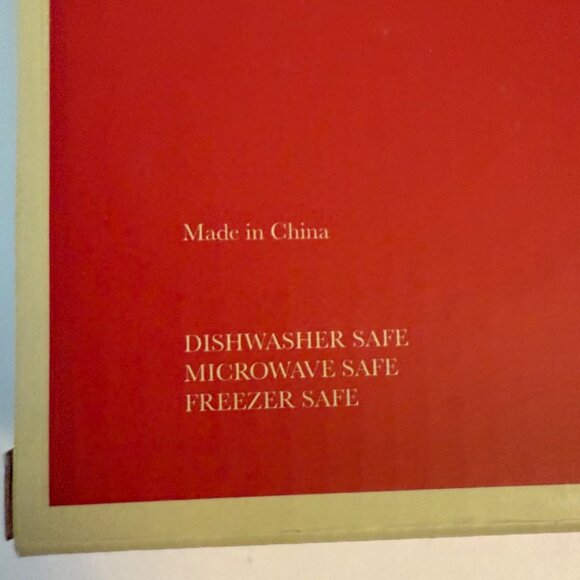 Made in China
DISHWASHER SAFE
MICROWAVE SAFE
FREEZER SAFE